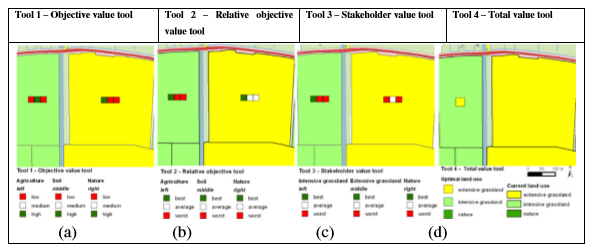 Tool 1 – Objective value tool
Tool 2 – Relative objective value tool
Tool 3 – Stakeholder value tool
Tool 4 – Total value tool
Tool 1 - Objective value tool
Agriculture Soil Nature
left middle right
low low low
medium medium medium
high high high
Tool 2 - Relative objective value tool
Agriculture Soil Nature
left middle right
best best best
average average average
worst worst worst
Tool 3 - Stakeholder value tool
Intensive grassland Extensive grassland Nature
left middle right
best best best
average average average
worst worst worst
Tool 4 - Total value tool
Optimal land use
extensive grassland
intensive grassland
nature
Current land use
extensive grassland
intensive grassland
nature
(a) (b) (c) (d)